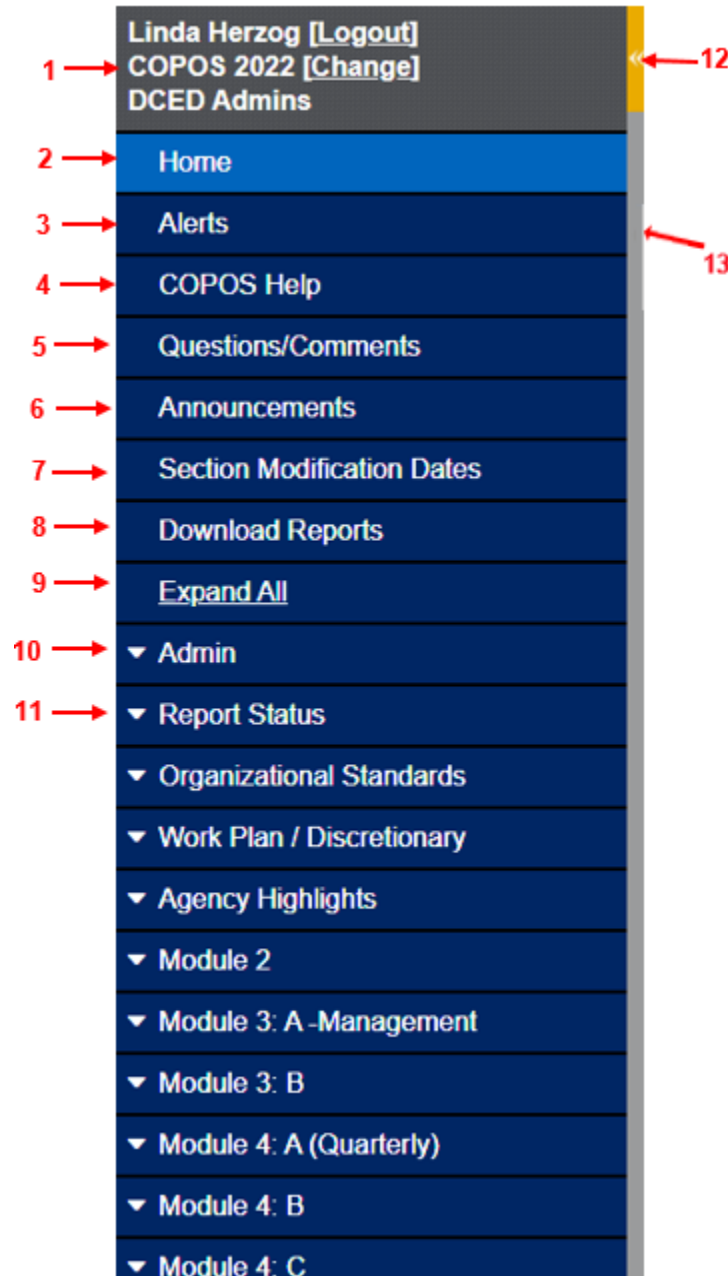 Linda Herzog [Logout]
1 COPOS 2022 [Change] « 12
DCED Admins
2 Home
3 Alerts
13
4 COPOS Help
5 Questions/Comments
6 Announcements
7 Section Modification Dates
8 Download Reports
9 Expand All
10 Admin
11 Report Status
Organizational Standards
Work Plan / Discretionary
Agency Highlights
Module 2
Module 3: A -Management
Module 3: B
Module 4: A (Quarterly)
Module 4: B
Module 4: C